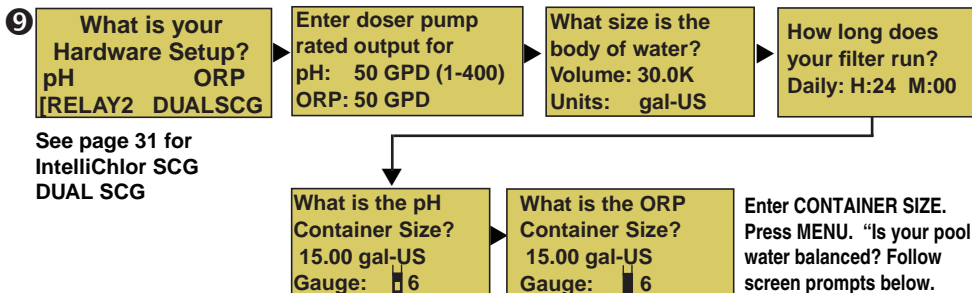 ❾
What is your
Hardware Setup?
pH ORP
[RELAY2 DUALSCG
See page 31 for
IntelliChlor SCG
DUAL SCG
Enter doser pump
rated output for
pH: 50 GPD (1-400)
ORP: 50 GPD
What size is the
body of water?
Volume: 30.0K
Units: gal-US
How long does
your filter run?
Daily: H:24 M:00
What is the pH
Container Size?
15.00 gal-US
Gauge: 6
What is the ORP
Container Size?
15.00 gal-US
Gauge: 6
Enter CONTAINER SIZE.
Press MENU. “Is your pool
water balanced? Follow
screen prompts below.